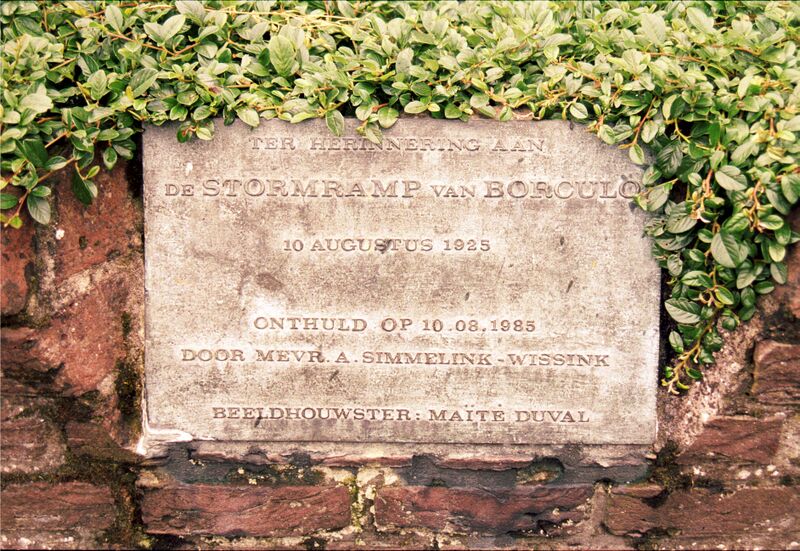 TER HERINNERING AAN
DE STORMRAMP VAN BORCULO
10 AUGUSTUS 1925
ONTHULD OP 10.08.1985
DOOR MEVR. A. SIMMELINK-WISSINK
BEELDHOUWSTER: MAÏTÉ DUVAL